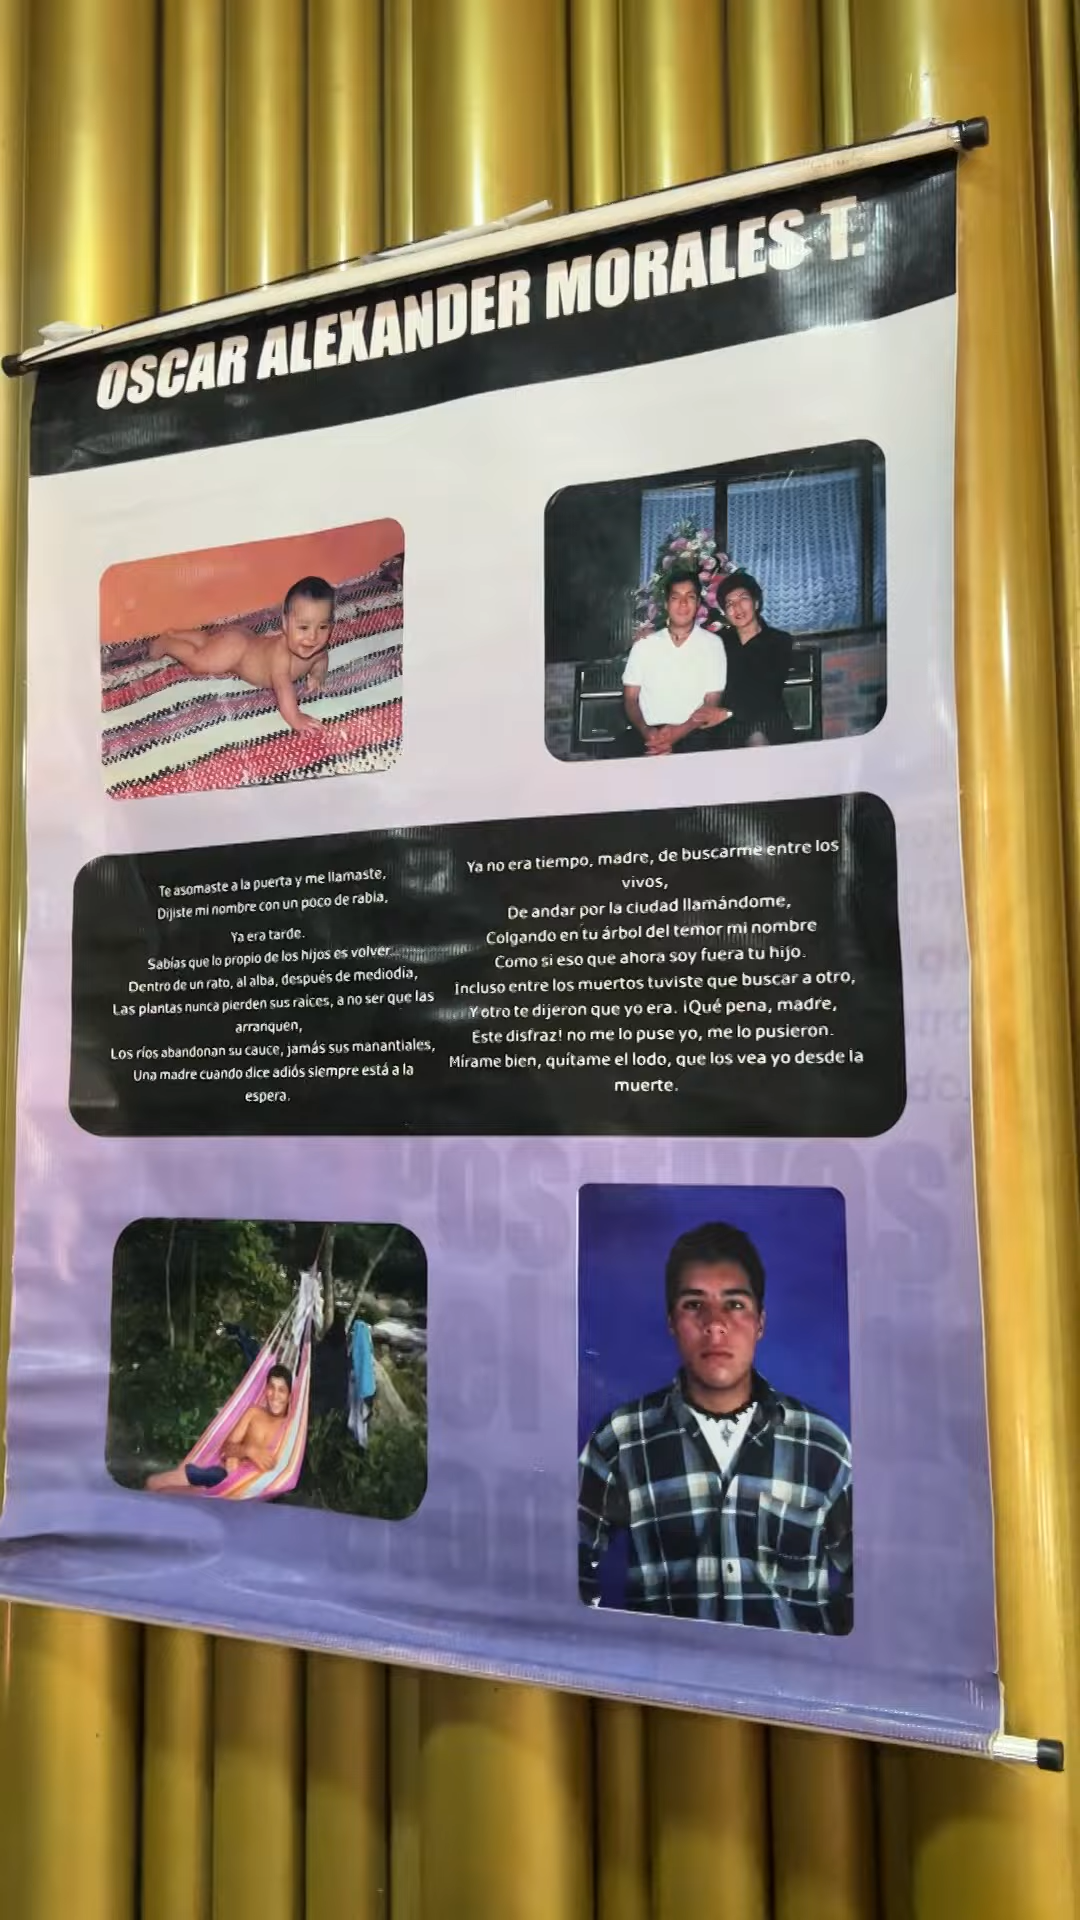 OSCAR ALEXANDER MORALES T.
Te asomaste a la puerta y me llamaste,
Dijiste mi nombre con un poco de rabia,
Ya era tarde.
Sabías que lo propio de los hijos es volver
Dentro de un rato, al alba, después de mediodía,
Las plantas nunca pierden sus raíces, a no ser que las
arranquen,
Los ríos abandonan su cauce, jamás sus manantiales,
Una madre cuando dice adiós siempre está a la
espera.
Ya no era tiempo, madre, de buscarme entre los
vivos,
De andar por la ciudad llamándome,
Colgando en tu árbol del temor mi nombre
Como si eso que ahora soy fuera tu hijo.
Incluso entre los muertos tuviste que buscar a otro,
Y otro te dijeron que yo era. ¡Qué pena, madre,
Este disfraz! no me lo puse yo, me lo pusieron.
Mírame bien, quítame el lodo, que los vea yo desde la
muerte.